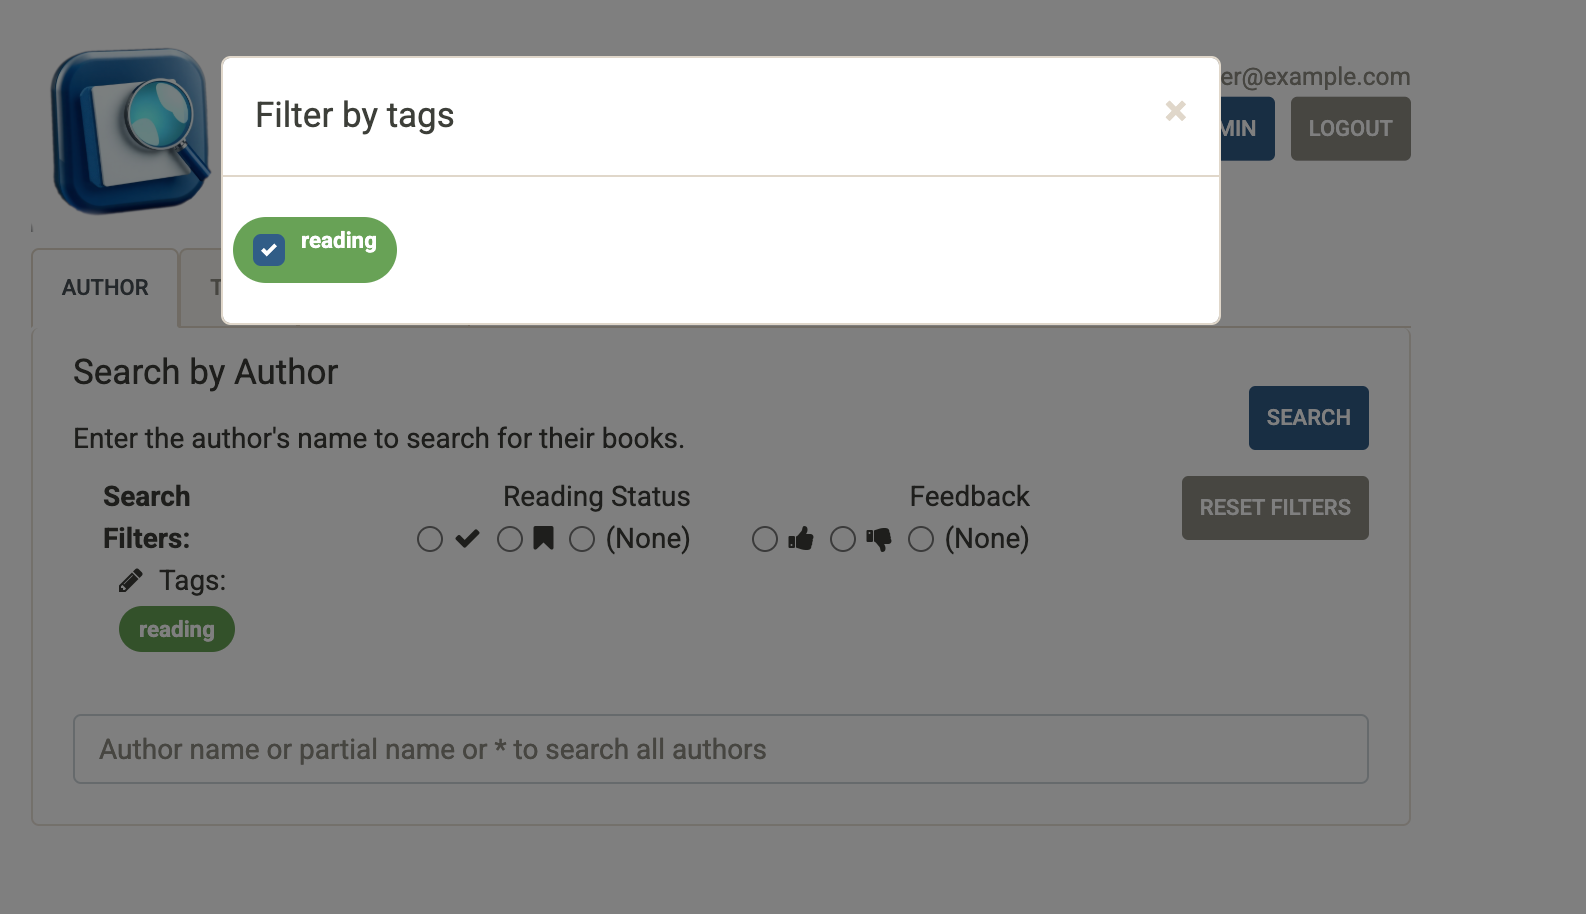 Filter by tags
×
reading
er@example.com
MIN
LOGOUT
AUTHOR
T
Search by Author
Enter the author's name to search for their books.
SEARCH
Search
Filters:
Reading Status
(None)
Feedback
(None)
RESET FILTERS
Tags:
reading
Author name or partial name or * to search all authors